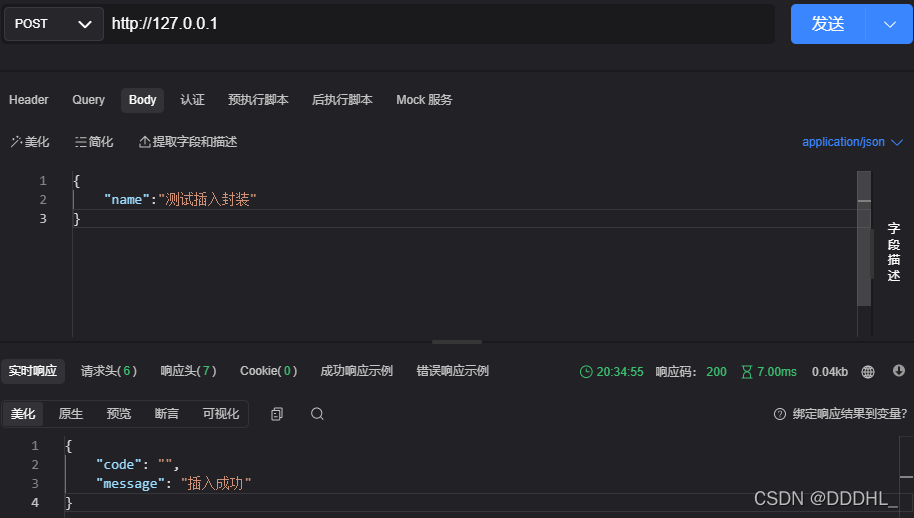 POST http://127.0.0.1 发送
Header Query Body 认证 预执行脚本 后执行脚本 Mock 服务
美化 简化 提取字段和描述 application/json
1 {
2 "name":"测试插入封装"
3 }
字段描述
实时响应 请求头(6) 响应头(7) Cookie(0) 成功响应示例 错误响应示例 20:34:55 响应码: 200 7.00ms 0.04kb
美化 原生 预览 断言 可视化 绑定响应结果到变量?
1 {
2 "code": "",
3 "message": "插入成功"
4 }
CSDN @DDDHL_